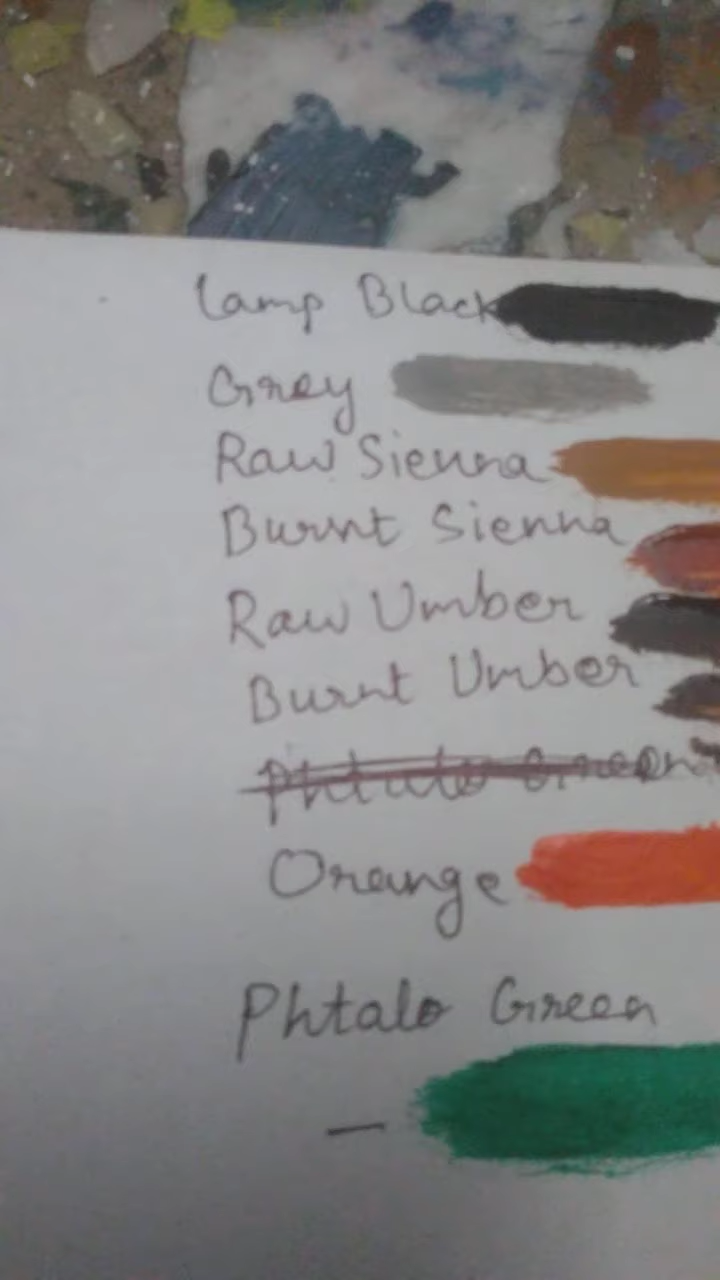 Lamp Black
Grey
Raw Sienna
Burnt Sienna
Raw Umber
Burnt Umber
Phtalo Green
Orange
Phtalo Green
—